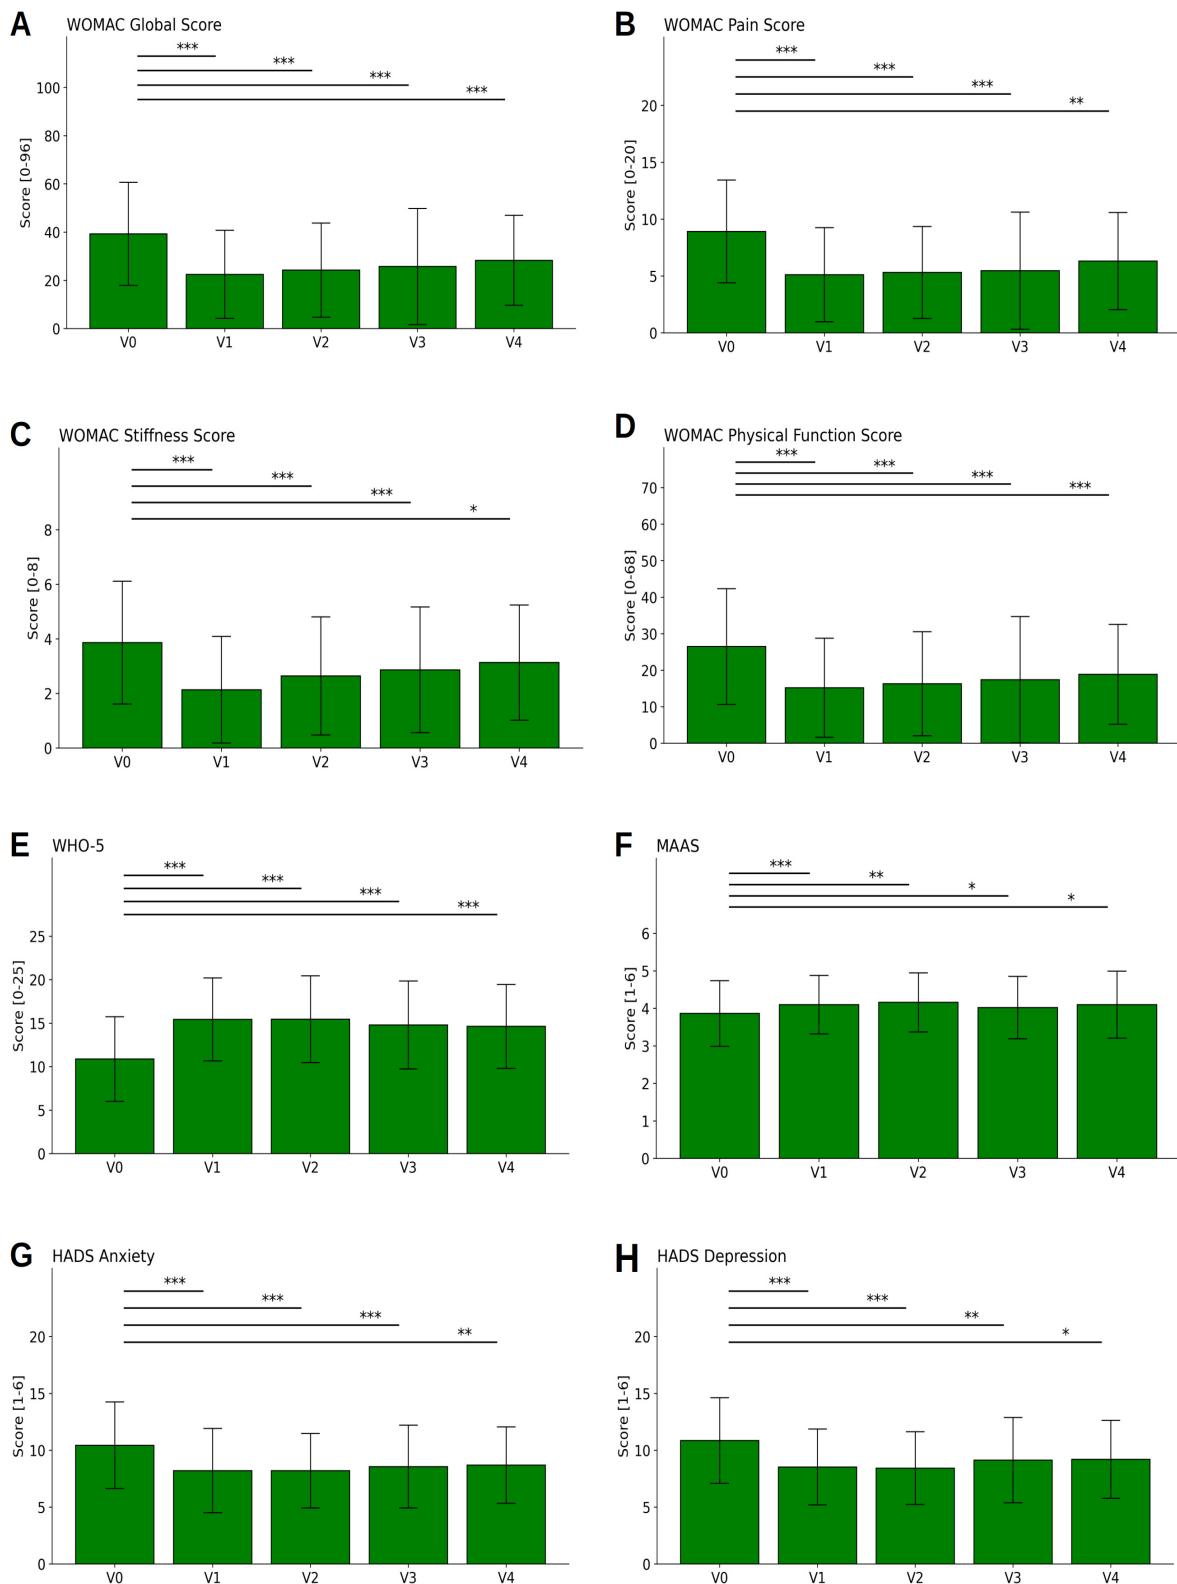 A
WOMAC Global Score
***
***
***
***
100
80
60
40
20
0
Score [0-96]
V0 V1 V2 V3 V4
B
WOMAC Pain Score
***
***
***
**
20
15
10
5
0
Score [0-20]
V0 V1 V2 V3 V4
C
WOMAC Stiffness Score
***
***
***
*
8
6
4
2
0
Score [0-8]
V0 V1 V2 V3 V4
D
WOMAC Physical Function Score
***
***
***
***
70
60
50
40
30
20
10
0
Score [0-68]
V0 V1 V2 V3 V4
E
WHO-5
***
***
***
***
25
20
15
10
5
0
Score [0-25]
V0 V1 V2 V3 V4
F
MAAS
***
**
*
*
6
5
4
3
2
1
0
Score [1-6]
V0 V1 V2 V3 V4
G
HADS Anxiety
***
***
***
**
20
15
10
5
0
Score [1-6]
V0 V1 V2 V3 V4
H
HADS Depression
***
***
**
*
20
15
10
5
0
Score [1-6]
V0 V1 V2 V3 V4